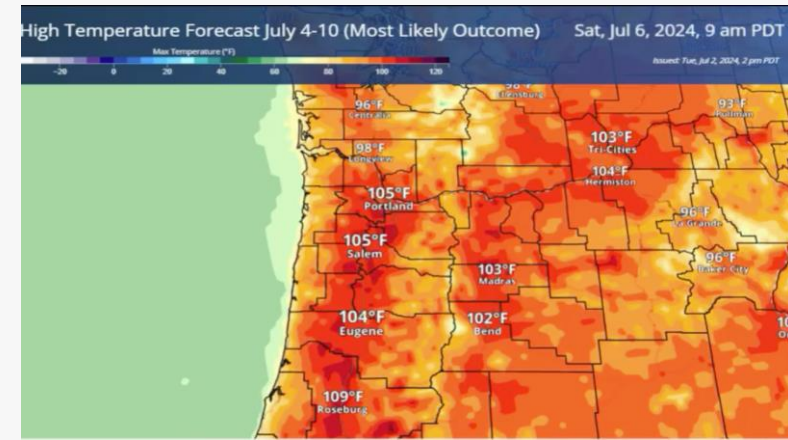 High Temperature Forecast July 4-10 (Most Likely Outcome)
Sat, Jul 6, 2024, 9 am PDT
Max Temperature (°F)
Issued: Tue, Jul 2, 2024, 2 pm PDT
-20 0 20 40 60 80 100 120
98°F
Ellensburg
96°F
Centralia
93°F
Pullman
103°F
Tri-Cities
98°F
Longview
104°F
Hermiston
105°F
Portland
96°F
La Grande
105°F
Salem
96°F
Baker City
103°F
Madras
104°F
Eugene
102°F
Bend
109°F
Roseburg